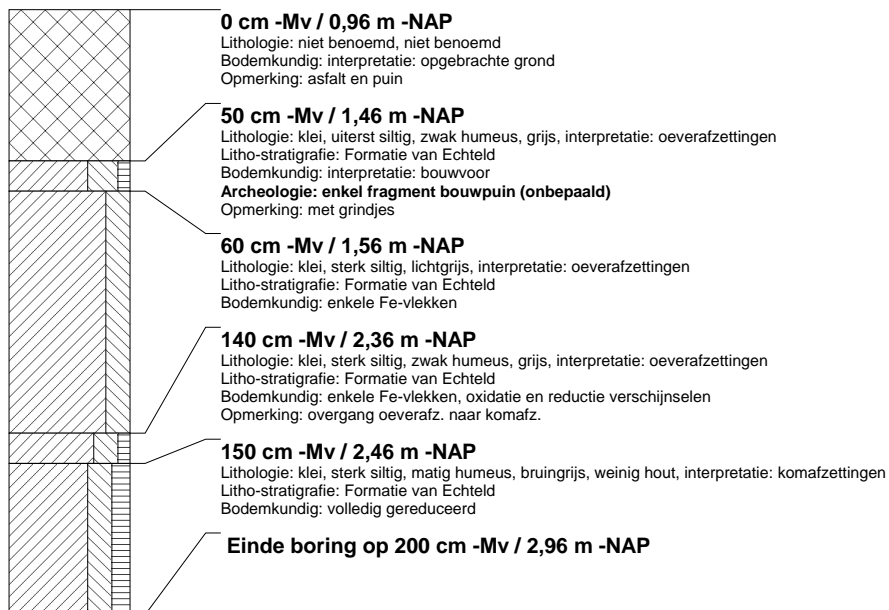 0 cm -Mv / 0,96 m -NAP
Lithologie: niet benoemd, niet benoemd
Bodemkundig: interpretatie: opgebrachte grond
Opmerking: asfalt en puin
50 cm -Mv / 1,46 m -NAP
Lithologie: klei, uiterst siltig, zwak humeus, grijs, interpretatie: oeverafzettingen
Litho-stratigrafie: Formatie van Echteld
Bodemkundig: interpretatie: bouwvoor
Archeologie: enkel fragment bouwpuin (onbepaald)
Opmerking: met grindjes
60 cm -Mv / 1,56 m -NAP
Lithologie: klei, sterk siltig, lichtgrijs, interpretatie: oeverafzettingen
Litho-stratigrafie: Formatie van Echteld
Bodemkundig: enkele Fe-vlekken
140 cm -Mv / 2,36 m -NAP
Lithologie: klei, sterk siltig, zwak humeus, grijs, interpretatie: oeverafzettingen
Litho-stratigrafie: Formatie van Echteld
Bodemkundig: enkele Fe-vlekken, oxidatie en reductie verschijnselen
Opmerking: overgang oeverafz. naar komafz.
150 cm -Mv / 2,46 m -NAP
Lithologie: klei, sterk siltig, matig humeus, bruingrijs, weinig hout, interpretatie: komafzettingen
Litho-stratigrafie: Formatie van Echteld
Bodemkundig: volledig gereduceerd
Einde boring op 200 cm -Mv / 2,96 m -NAP